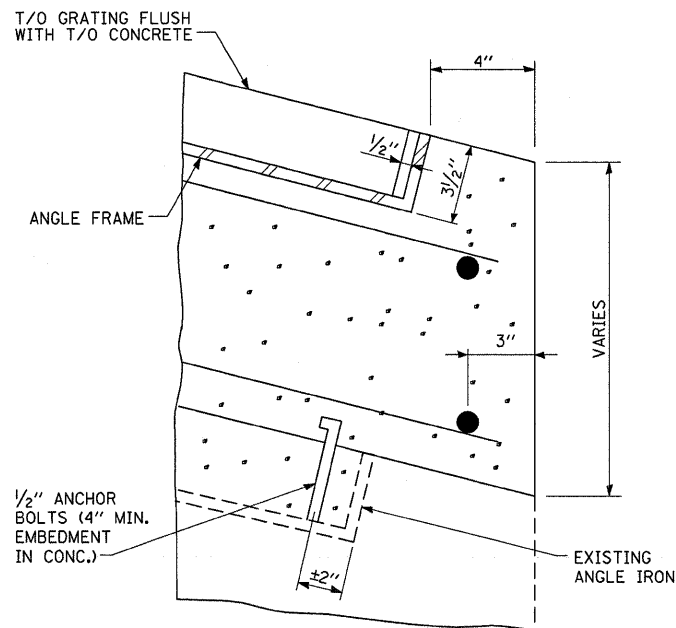 T/O GRATING FLUSH
WITH T/O CONCRETE
4"
1/2"
3 1/2"
ANGLE FRAME
VARIES
3"
1/2" ANCHOR
BOLTS (4" MIN.
EMBEDMENT
IN CONC.)
±2"
EXISTING
ANGLE IRON